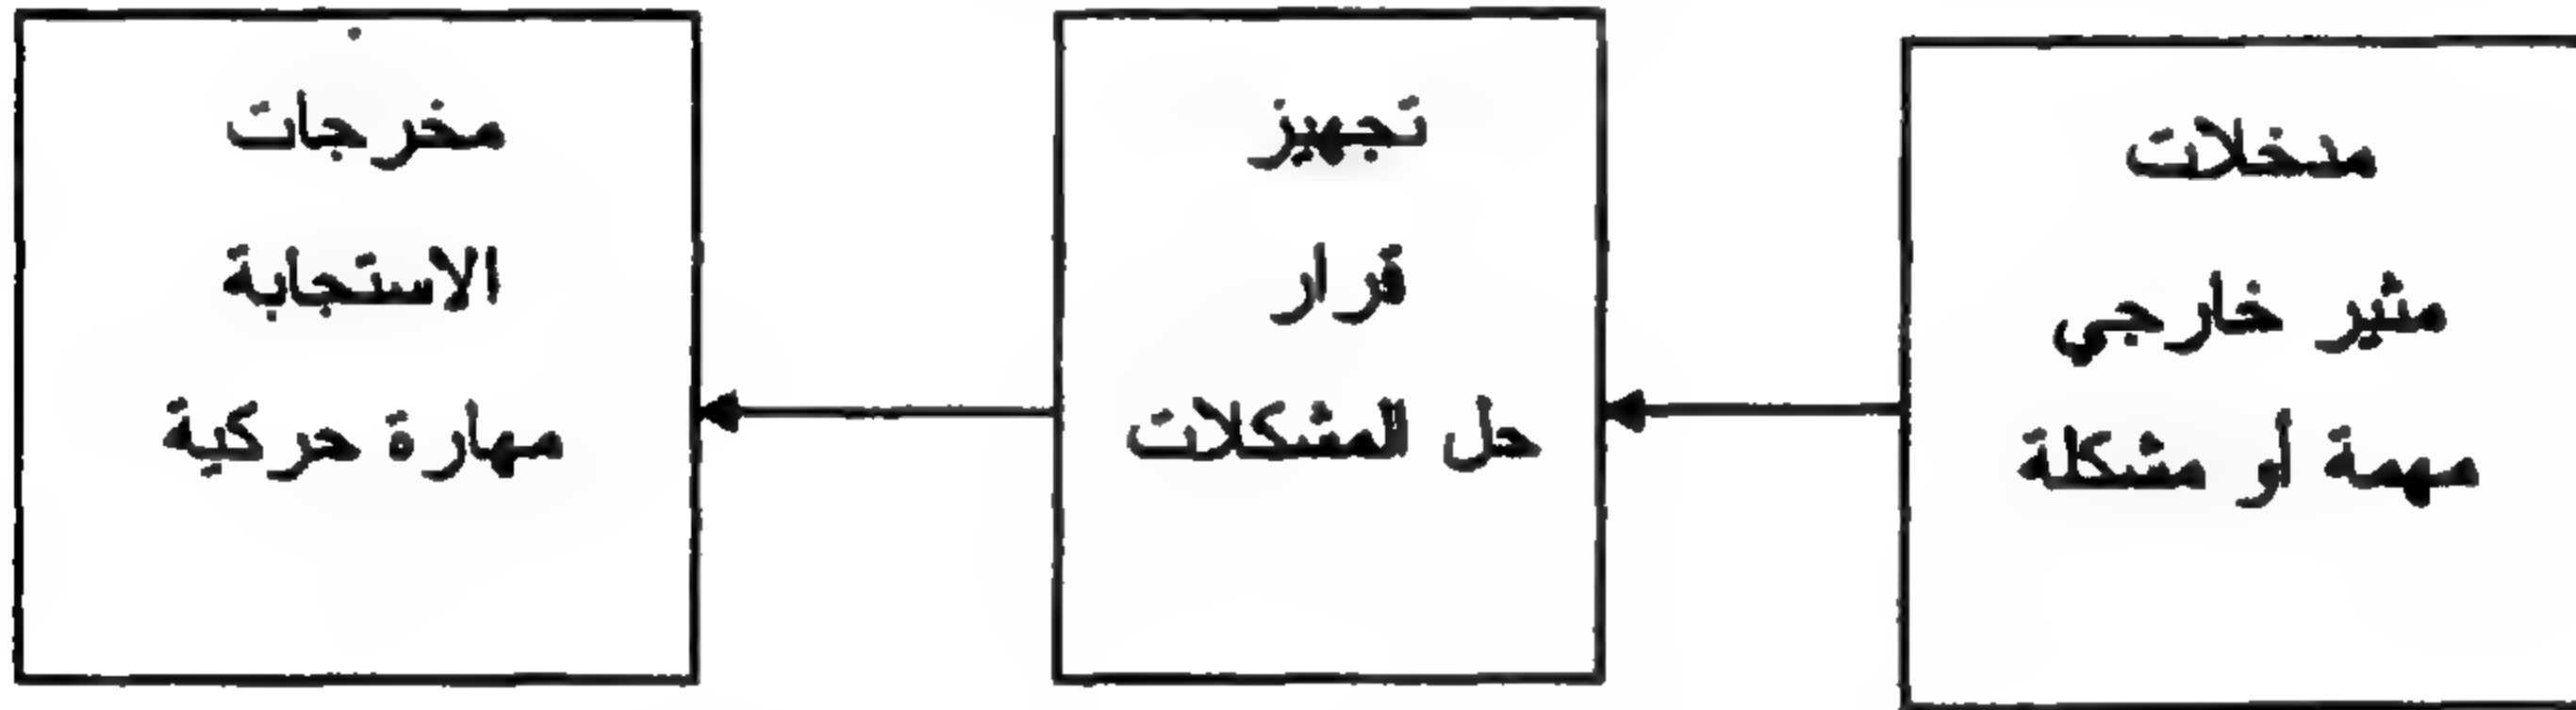 مدخلات
مثير خارجي
مهمة أو مشكلة
تجهيز
قرار
حل المشكلات
مخرجات
الاستجابة
مهارة حركية